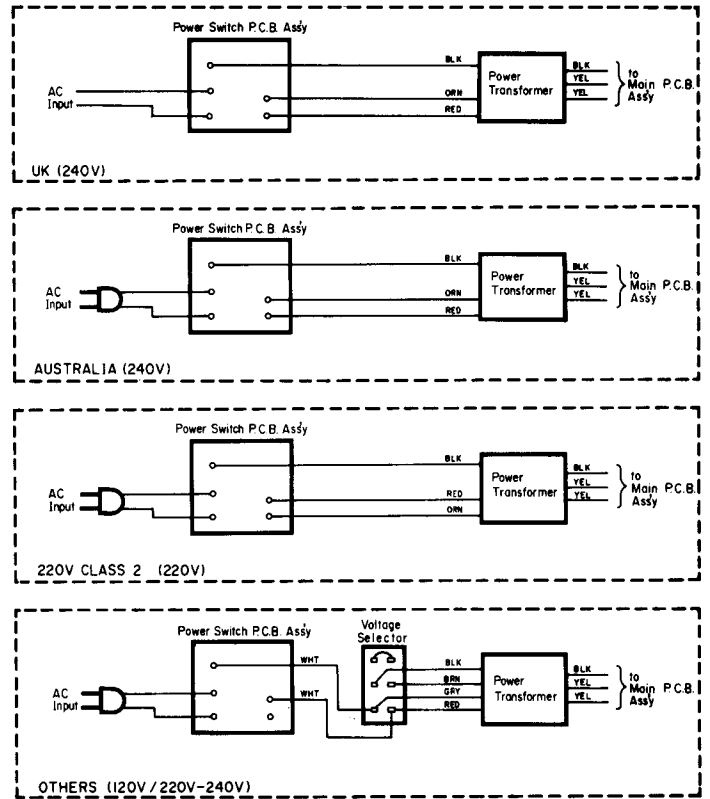 Power Switch P.C.B. Ass'y
BLK
AC
Input
ORN
RED
Power
Transformer
BLK
YEL
YEL
to
Main P.C.B.
Ass'y
UK (240V)
Power Switch P.C.B. Ass'y
BLK
AC
Input
ORN
RED
Power
Transformer
BLK
YEL
YEL
to
Main P.C.B.
Ass'y
AUSTRALIA (240V)
Power Switch P.C.B. Ass'y
BLK
AC
Input
RED
ORN
Power
Transformer
BLK
YEL
YEL
to
Main P.C.B.
Ass'y
220V CLASS 2 (220V)
Power Switch P.C.B. Ass'y
Voltage
Selector
WHT
WHT
AC
Input
BLK
BRN
GRY
RED
Power
Transformer
BLK
YEL
YEL
to
Main P.C.B.
Ass'y
OTHERS (120V/220V-240V)